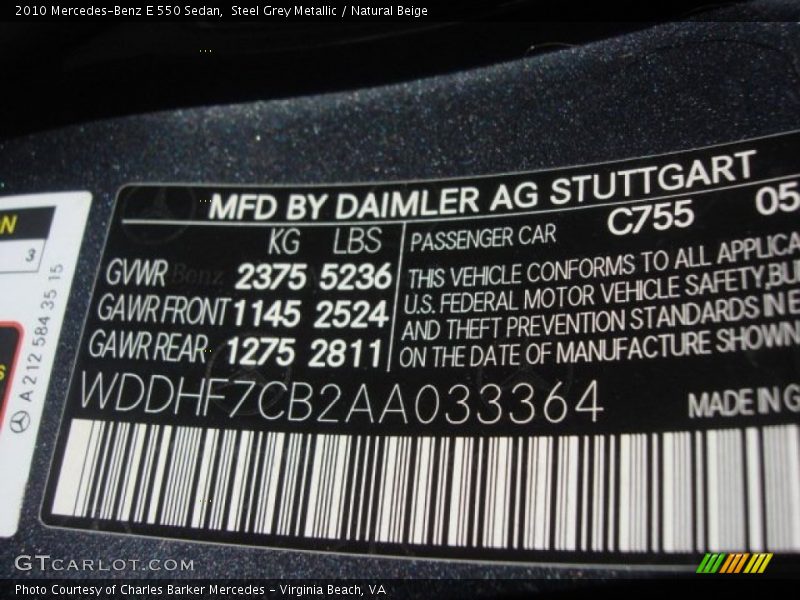 2010 Mercedes-Benz E 550 Sedan,  Steel Grey Metallic / Natural Beige
MFD BY DAIMLER AG STUTTGART
C755 05
KG LBS PASSENGER CAR
GVWR 2375 5236
GAWR FRONT 1145 2524
GAWR REAR 1275 2811
THIS VEHICLE CONFORMS TO ALL APPLICA
U.S. FEDERAL MOTOR VEHICLE SAFETY, BU
AND THEFT PREVENTION STANDARDS IN E
ON THE DATE OF MANUFACTURE SHOWN
WDDHF7CB2AA033364
MADE IN G
N
3
S
A 212 584 35 15
GTCARLOT.COM
Photo Courtesy of Charles Barker Mercedes - Virginia Beach, VA